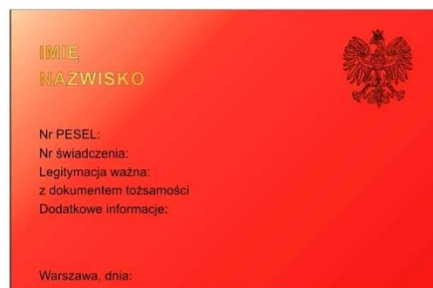 IMIĘ
NAZWISKO
Nr PESEL:
Nr świadczenia:
Legitymacja ważna:
z dokumentem tożsamości
Dodatkowe informacje:
Warszawa, dnia: